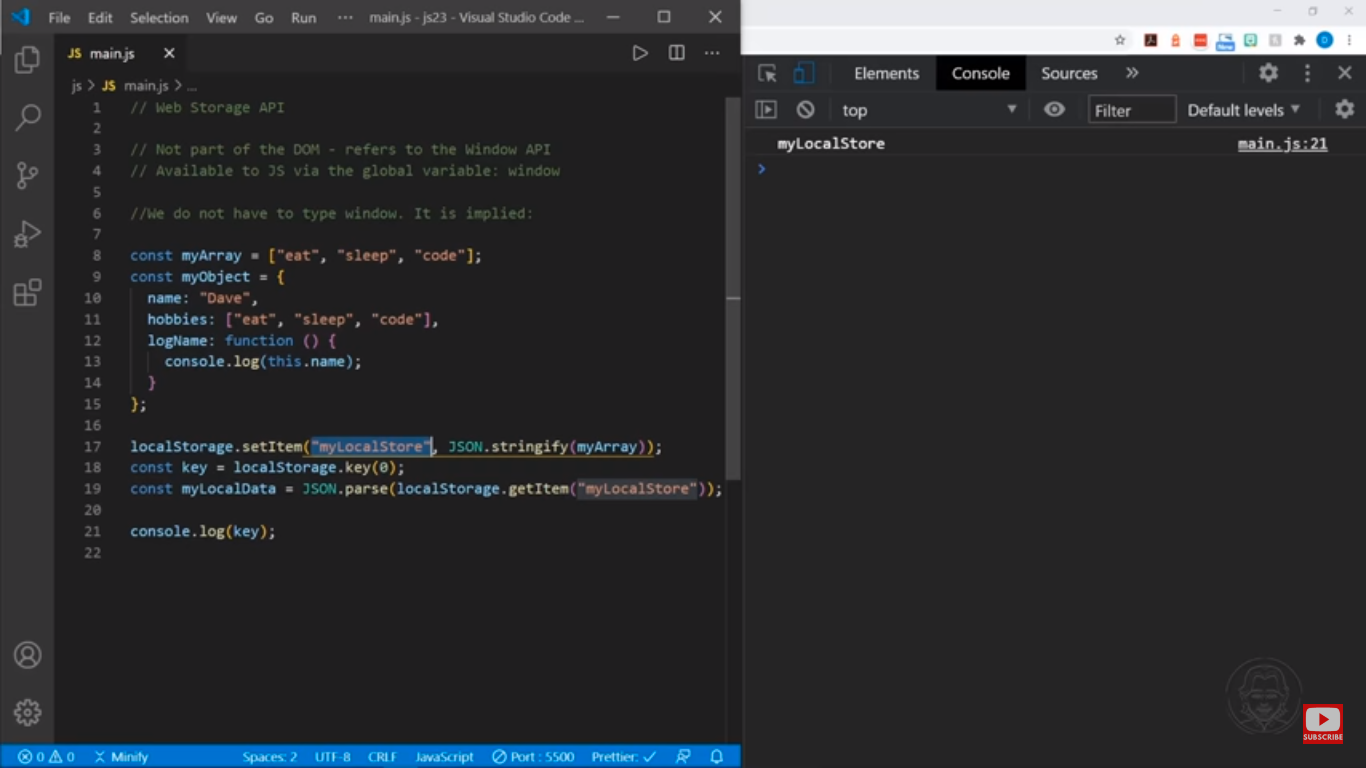 File Edit Selection View Go Run ··· main.js - js23 - Visual Studio Code ...
JS main.js
js > JS main.js > ...
1 // Web Storage API
2
3 // Not part of the DOM - refers to the Window API
4 // Available to JS via the global variable: window
5
6 //We do not have to type window. It is implied:
7
8 const myArray = ["eat", "sleep", "code"];
9 const myObject = {
10 name: "Dave",
11 hobbies: ["eat", "sleep", "code"],
12 logName: function () {
13 console.log(this.name);
14 }
15 };
16
17 localStorage.setItem("myLocalStore", JSON.stringify(myArray));
18 const key = localStorage.key(0);
19 const myLocalData = JSON.parse(localStorage.getItem("myLocalStore"));
20
21 console.log(key);
22
0 0 Minify Spaces: 2 UTF-8 CRLF JavaScript Port : 5500 Prettier: ✓
New D
Elements Console Sources »
top Filter Default levels
myLocalStore main.js:21
>
SUBSCRIBE